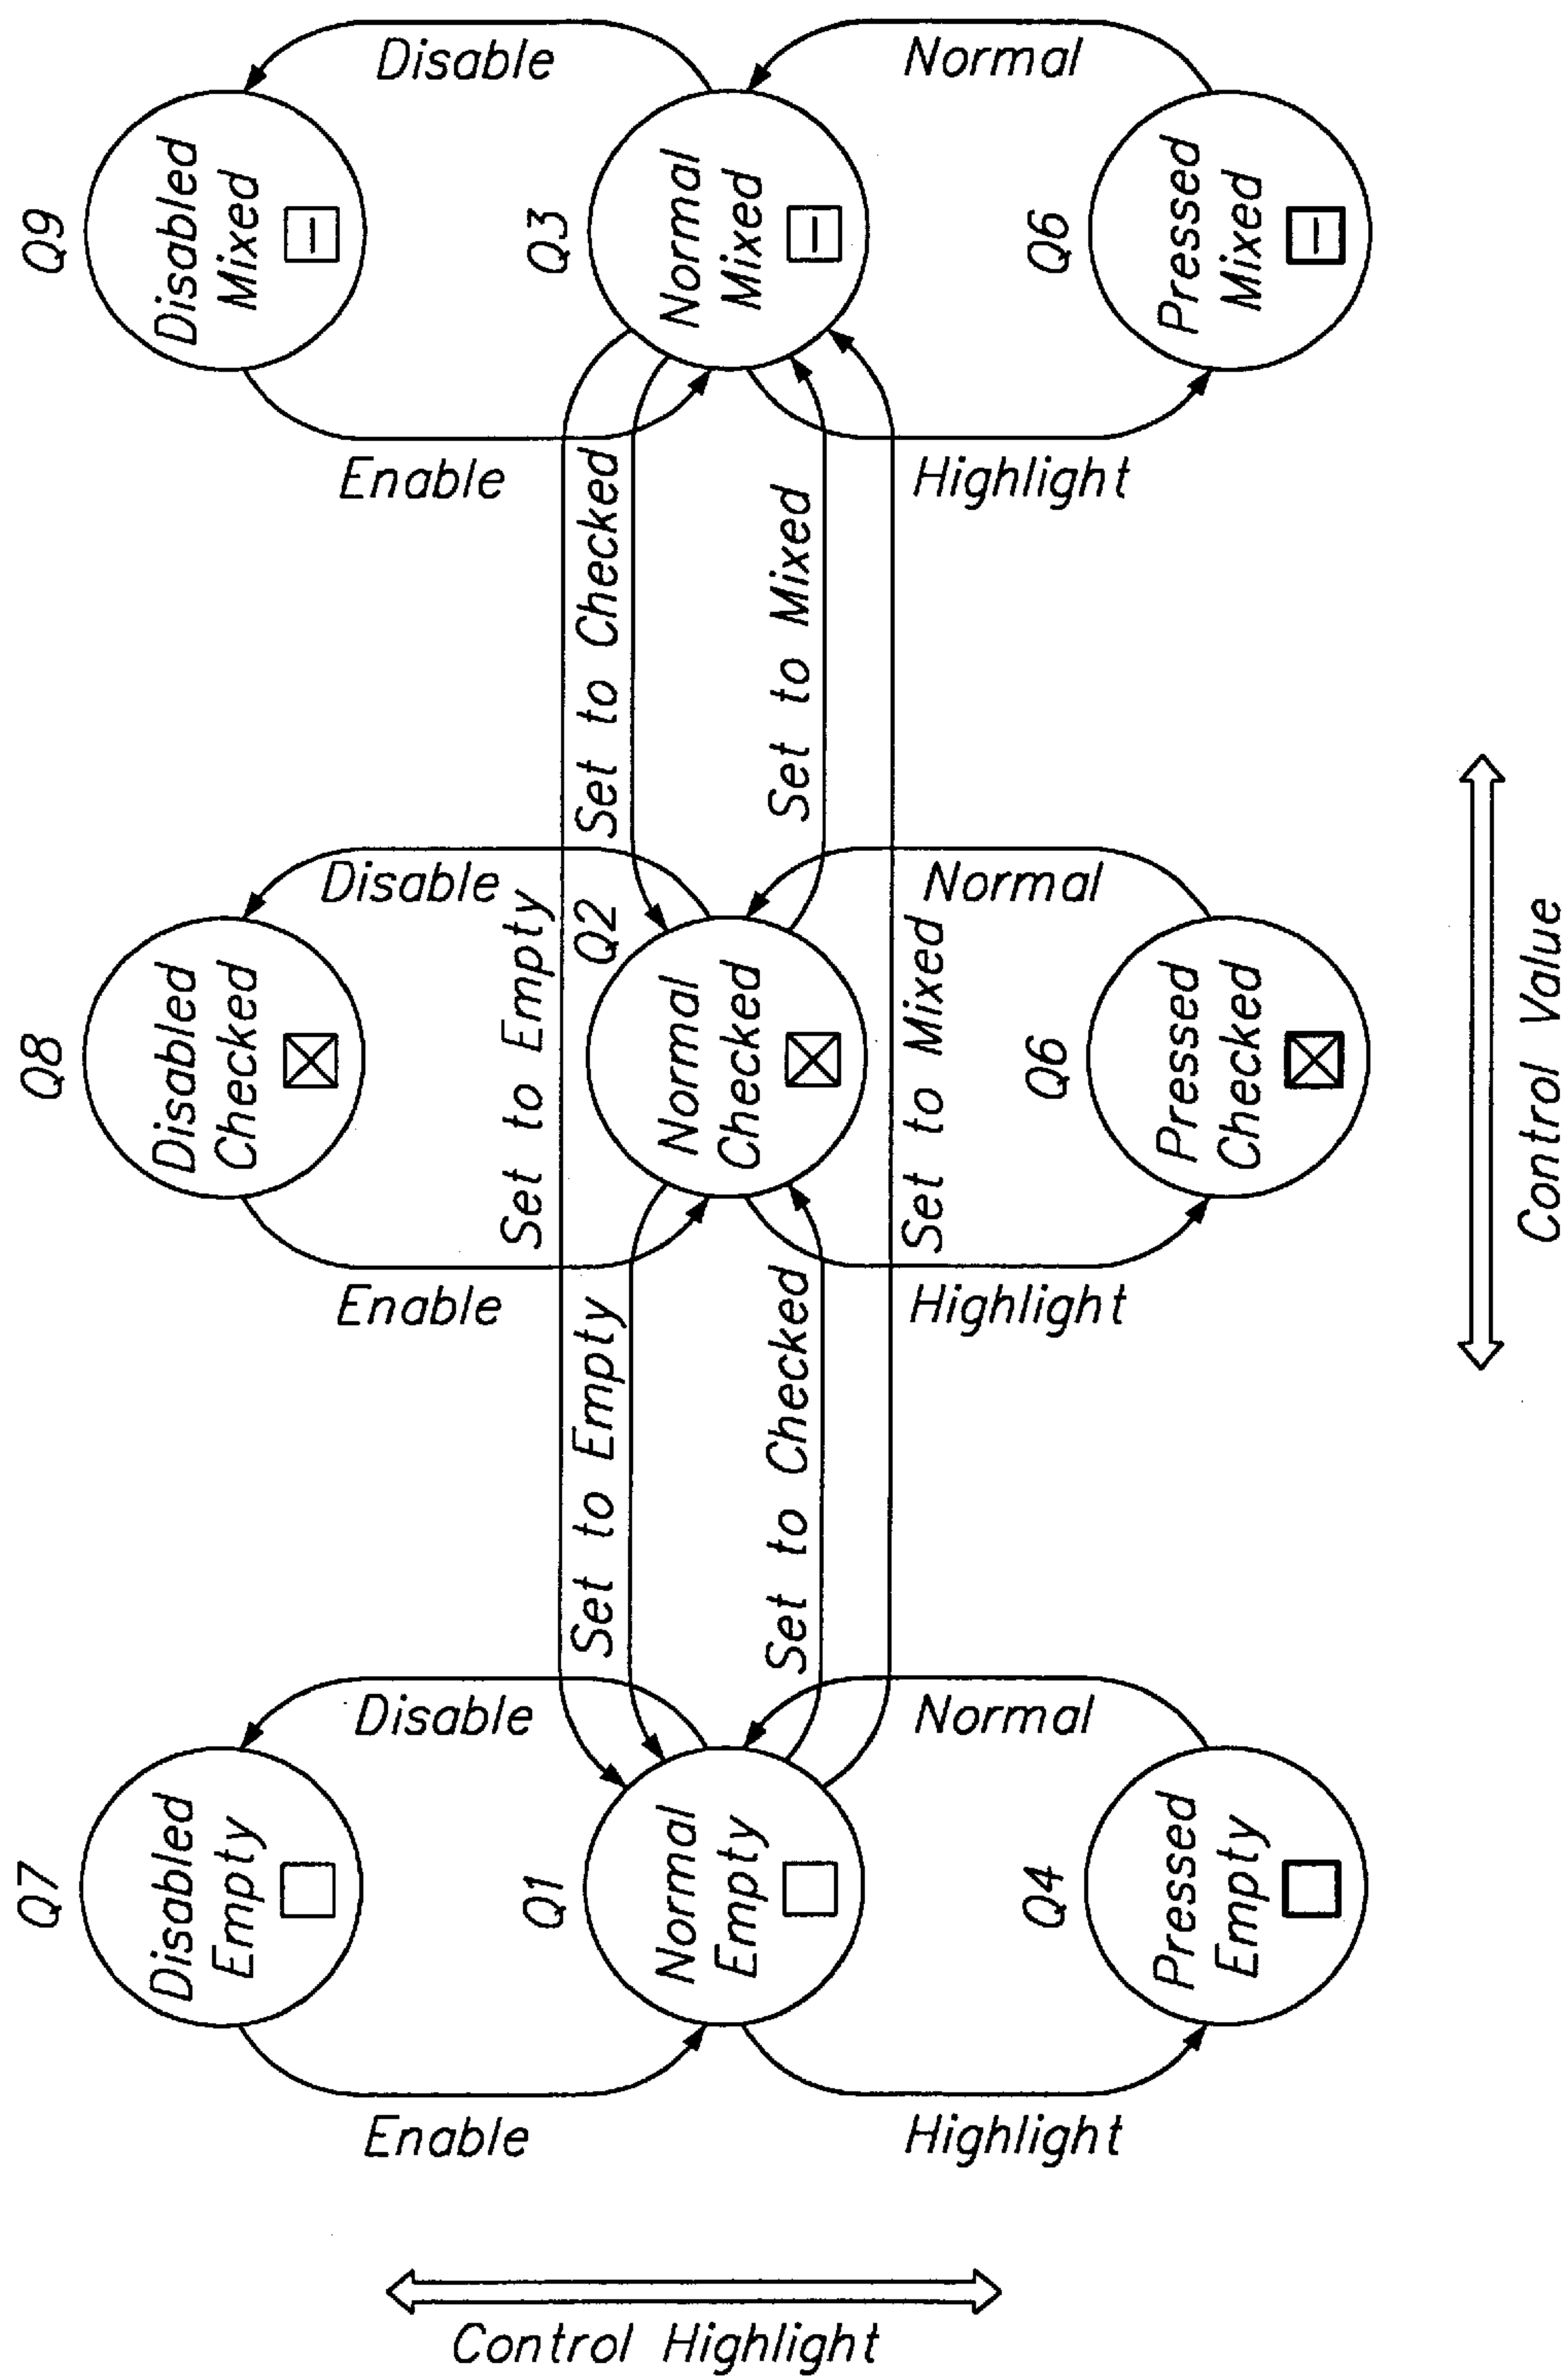 Q7
Disabled
Empty
Q8
Disabled
Checked
Q9
Disabled
Mixed
Enable
Disable
Enable
Disable
Enable
Disable
Set to Empty
Set to Empty
Set to Checked
Q1
Normal
Empty
Q2
Normal
Checked
Q3
Normal
Mixed
Set to Checked
Set to Mixed
Set to Mixed
Highlight
Normal
Highlight
Normal
Highlight
Normal
Q4
Pressed
Empty
Q6
Pressed
Checked
Q6
Pressed
Mixed
Control Highlight
Control Value